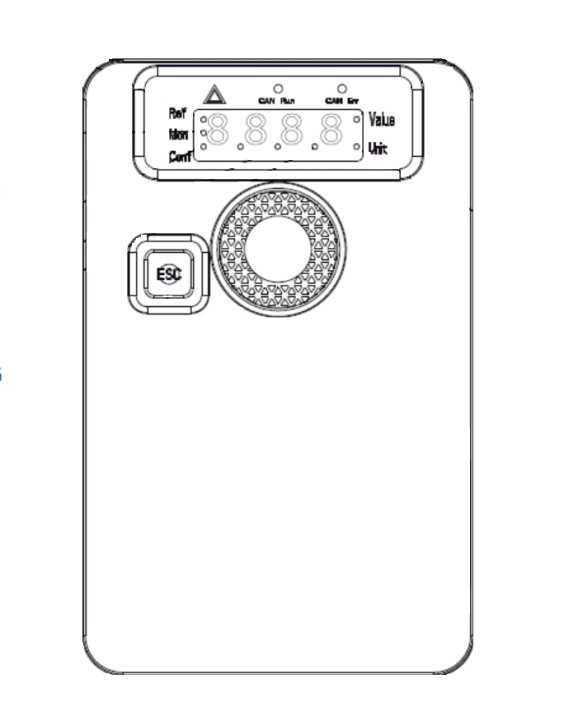 CAN Run CAN Err
Ref Value
Mon
Conf Unit
8888
ESC